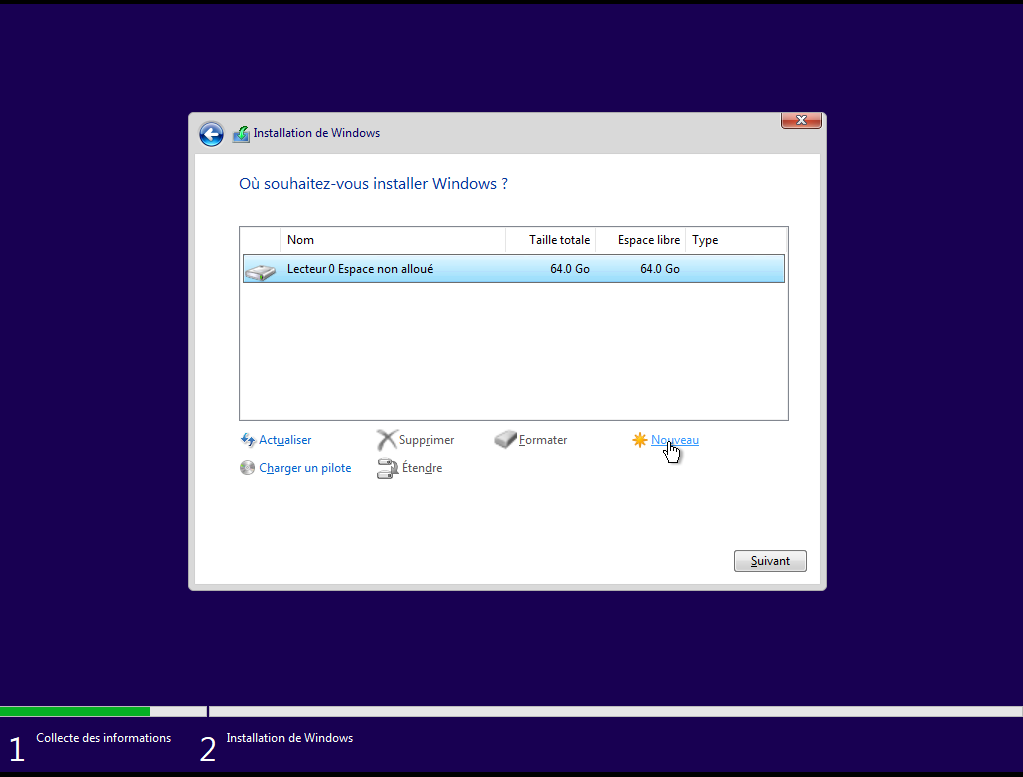 Installation de Windows
Où souhaitez-vous installer Windows ?
Nom Taille totale Espace libre Type
Lecteur 0 Espace non alloué 64.0 Go 64.0 Go
Actualiser Supprimer Formater Nouveau
Charger un pilote Étendre
Suivant
1 Collecte des informations 2 Installation de Windows